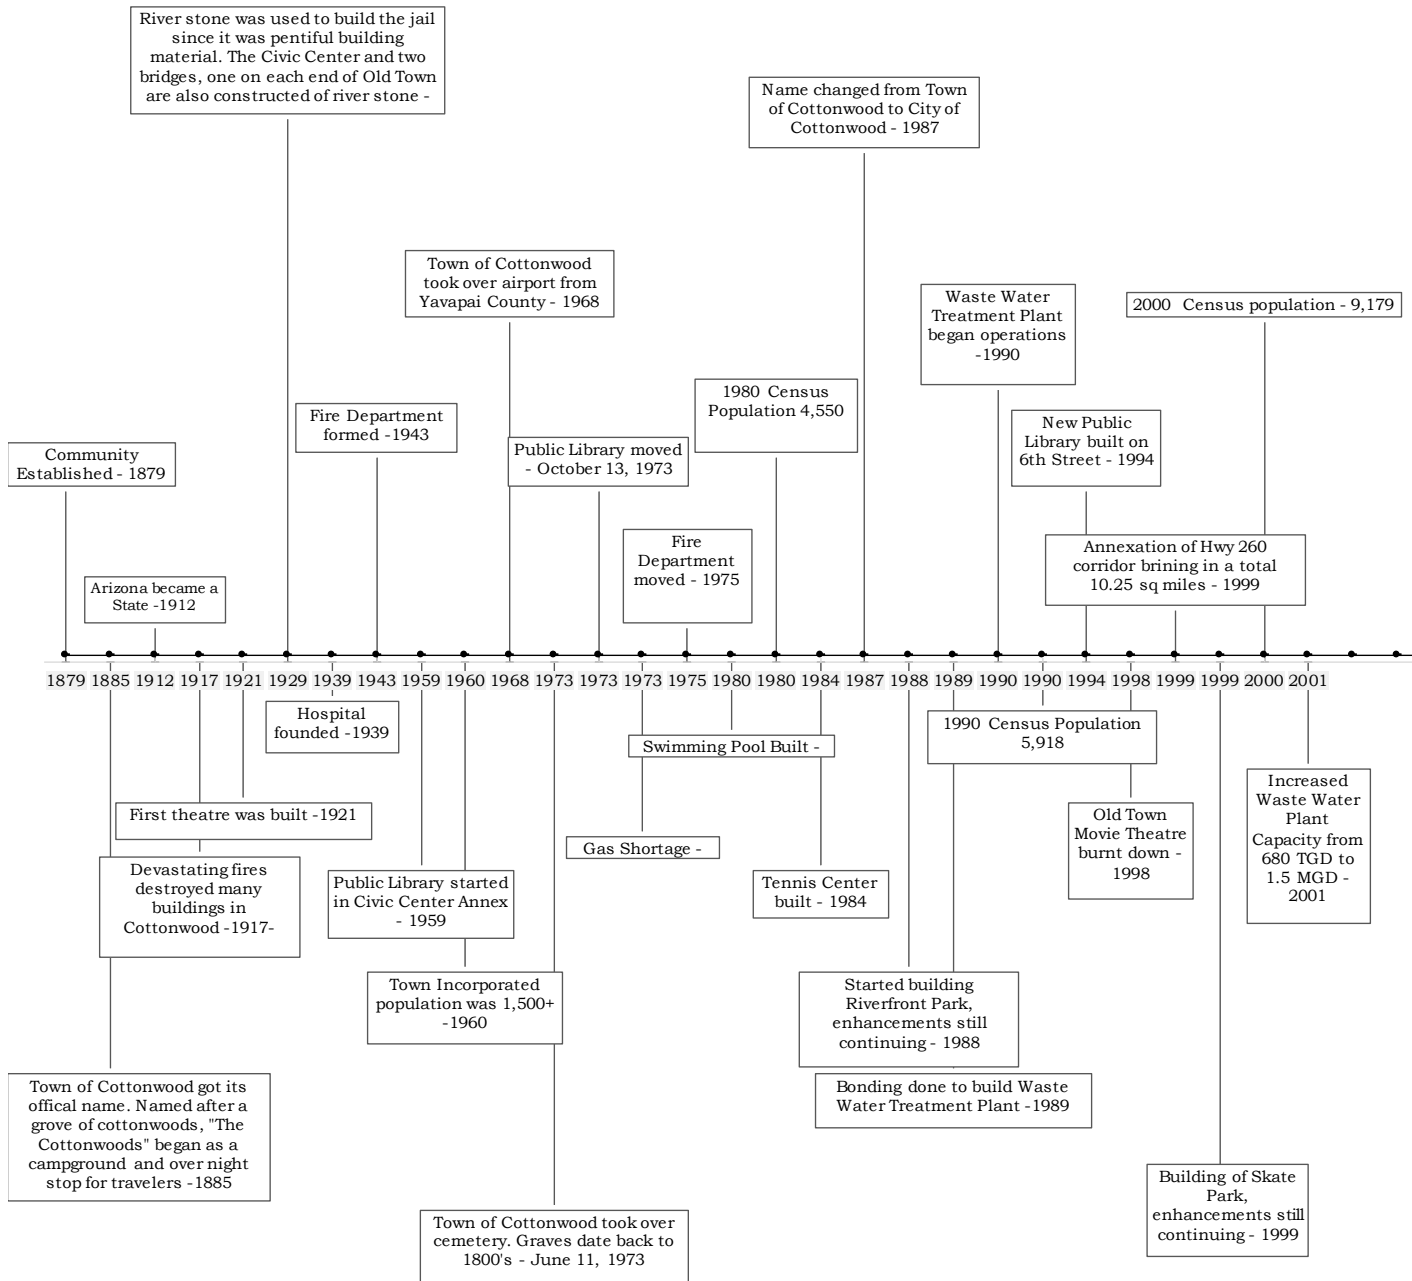 River stone was used to build the jail
since it was pentiful building
material. The Civic Center and two
bridges, one on each end of Old Town
are also constructed of river stone -
Name changed from Town
of Cottonwood to City of
Cottonwood - 1987
Town of Cottonwood
took over airport from
Yavapai County - 1968
Waste Water
Treatment Plant
began operations
-1990
2000 Census population - 9,179
1980 Census
Population 4,550
Fire Department
formed -1943
New Public
Library built on
6th Street - 1994
Community
Established - 1879
Public Library moved
- October 13, 1973
Fire
Department
moved - 1975
Annexation of Hwy 260
corridor brining in a total
10.25 sq miles - 1999
Arizona became a
State -1912
1879 1885 1912 1917 1921 1929 1939 1943 1959 1960 1968 1973 1973 1973 1975 1980 1980 1984 1987 1988 1989 1990 1990 1994 1998 1999 1999 2000 2001
Hospital
founded -1939
1990 Census Population
5,918
Swimming Pool Built -
Increased
Waste Water
Plant
Capacity from
680 TGD to
1.5 MGD -
2001
First theatre was built -1921
Old Town
Movie Theatre
burnt down -
1998
Gas Shortage -
Devastating fires
destroyed many
buildings in
Cottonwood -1917-
Public Library started
in Civic Center Annex
- 1959
Tennis Center
built - 1984
Town Incorporated
population was 1,500+
-1960
Started building
Riverfront Park,
enhancements still
continuing - 1988
Town of Cottonwood got its
offical name. Named after a
grove of cottonwoods, "The
Cottonwoods" began as a
campground and over night
stop for travelers -1885
Bonding done to build Waste
Water Treatment Plant -1989
Building of Skate
Park,
enhancements still
continuing - 1999
Town of Cottonwood took over
cemetery. Graves date back to
1800's - June 11, 1973